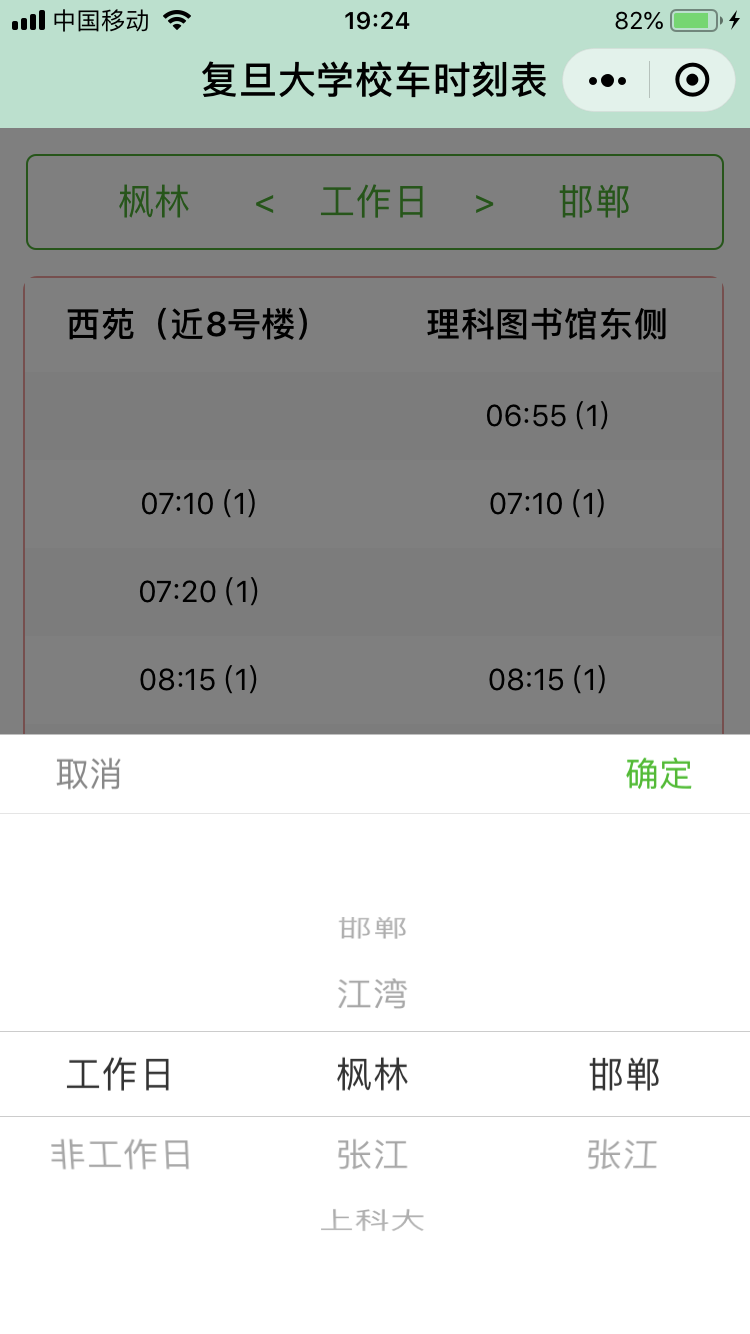 中国移动 19:24 82%
复旦大学校车时刻表
枫林 < 工作日 > 邯郸
西苑（近8号楼） 理科图书馆东侧
06:55 (1)
07:10 (1) 07:10 (1)
07:20 (1)
08:15 (1) 08:15 (1)
取消 确定
邯郸
江湾
工作日 枫林 邯郸
非工作日 张江 张江
上科大